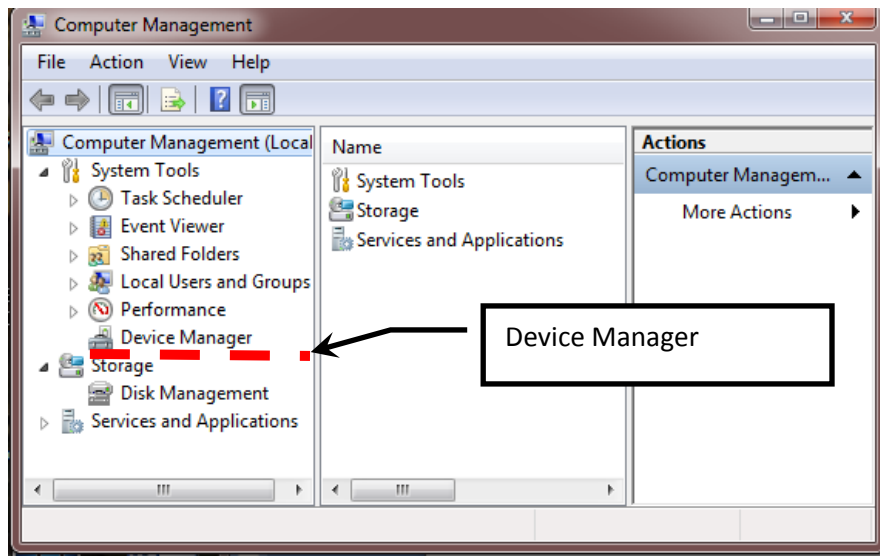 Computer Management
File Action View Help
Computer Management (Local
System Tools
Task Scheduler
Event Viewer
Shared Folders
Local Users and Groups
Performance
Device Manager
Storage
Disk Management
Services and Applications
Name
System Tools
Storage
Services and Applications
Actions
Computer Managem...
More Actions
Device Manager